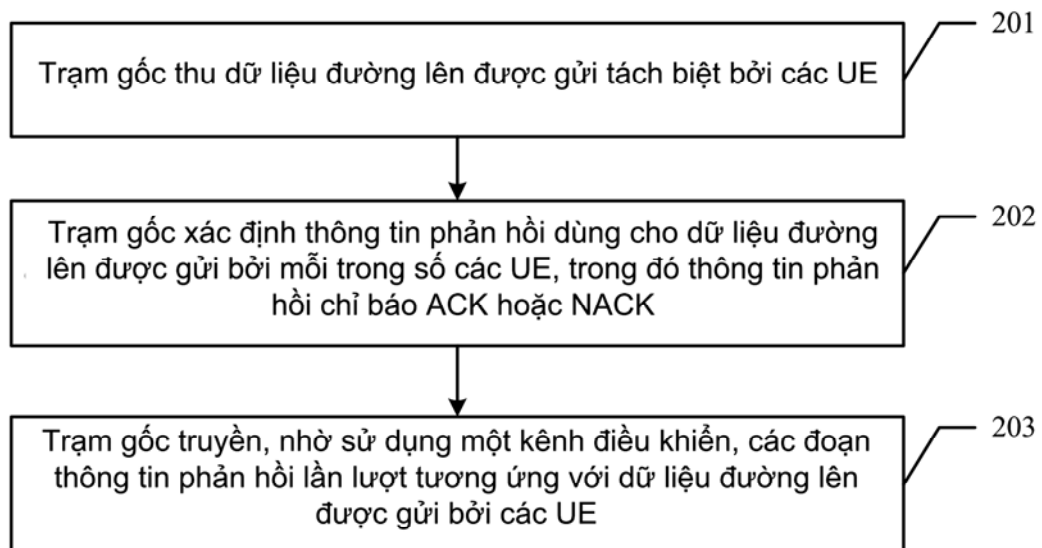 201
Trạm gốc thu dữ liệu đường lên được gửi tách biệt bởi các UE
202
Trạm gốc xác định thông tin phản hồi dùng cho dữ liệu đường
lên được gửi bởi mỗi trong số các UE, trong đó thông tin phản
hồi chỉ báo ACK hoặc NACK
203
Trạm gốc truyền, nhờ sử dụng một kênh điều khiển, các đoạn
thông tin phản hồi lần lượt tương ứng với dữ liệu đường lên
được gửi bởi các UE